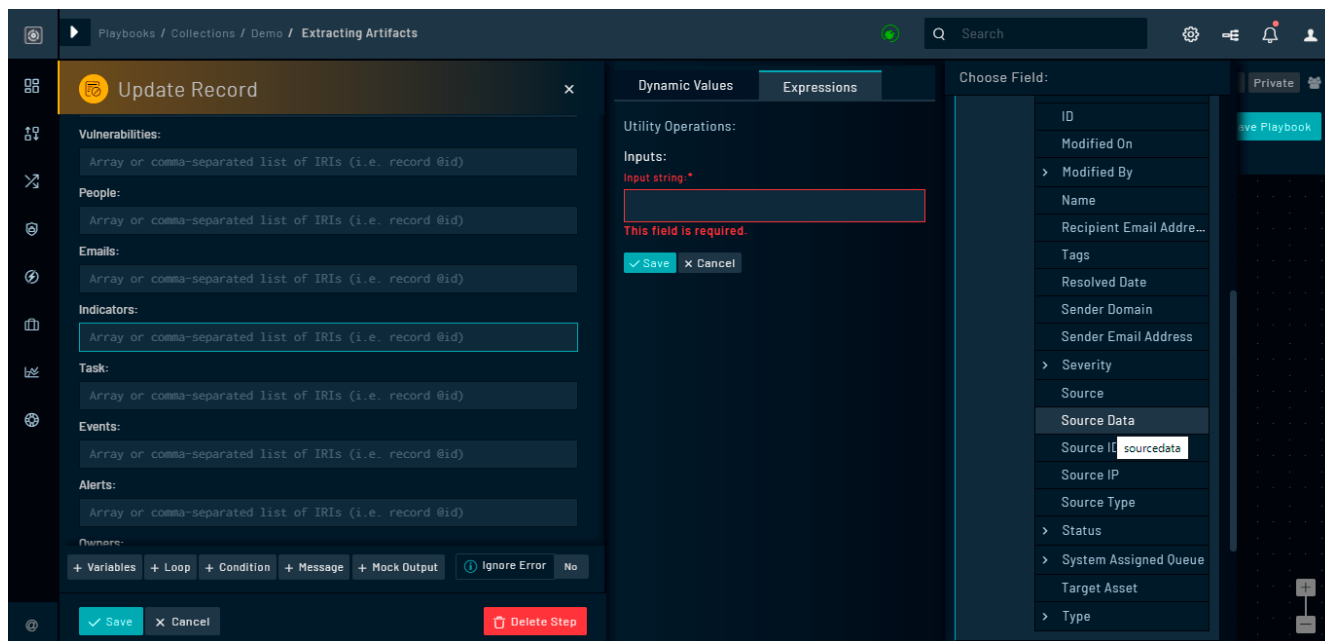 Playbooks / Collections / Demo / Extracting Artifacts
Search
Update Record
Vulnerabilities:
Array or comma-separated list of IRIs (i.e. record @id)
People:
Array or comma-separated list of IRIs (i.e. record @id)
Emails:
Array or comma-separated list of IRIs (i.e. record @id)
Indicators:
Array or comma-separated list of IRIs (i.e. record @id)
Task:
Array or comma-separated list of IRIs (i.e. record @id)
Events:
Array or comma-separated list of IRIs (i.e. record @id)
Alerts:
Array or comma-separated list of IRIs (i.e. record @id)
Owners:
+ Variables + Loop + Condition + Message + Mock Output Ignore Error No
Save × Cancel Delete Step
@
Dynamic Values Expressions
Utility Operations:
Inputs:
Input string:*
This field is required.
Save × Cancel
Choose Field:
ID
Modified On
Modified By
Name
Recipient Email Addre...
Tags
Resolved Date
Sender Domain
Sender Email Address
Severity
Source
Source Data
Source I
sourcedata
Source IP
Source Type
Status
System Assigned Queue
Target Asset
Type
Private
ave Playbook